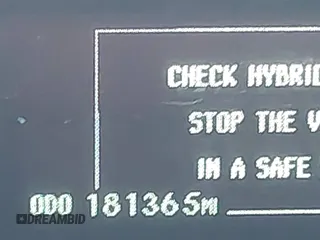 CHECK HYBRID
STOP THE V
IN A SAFE
ODO 181365MI
DREAMBID